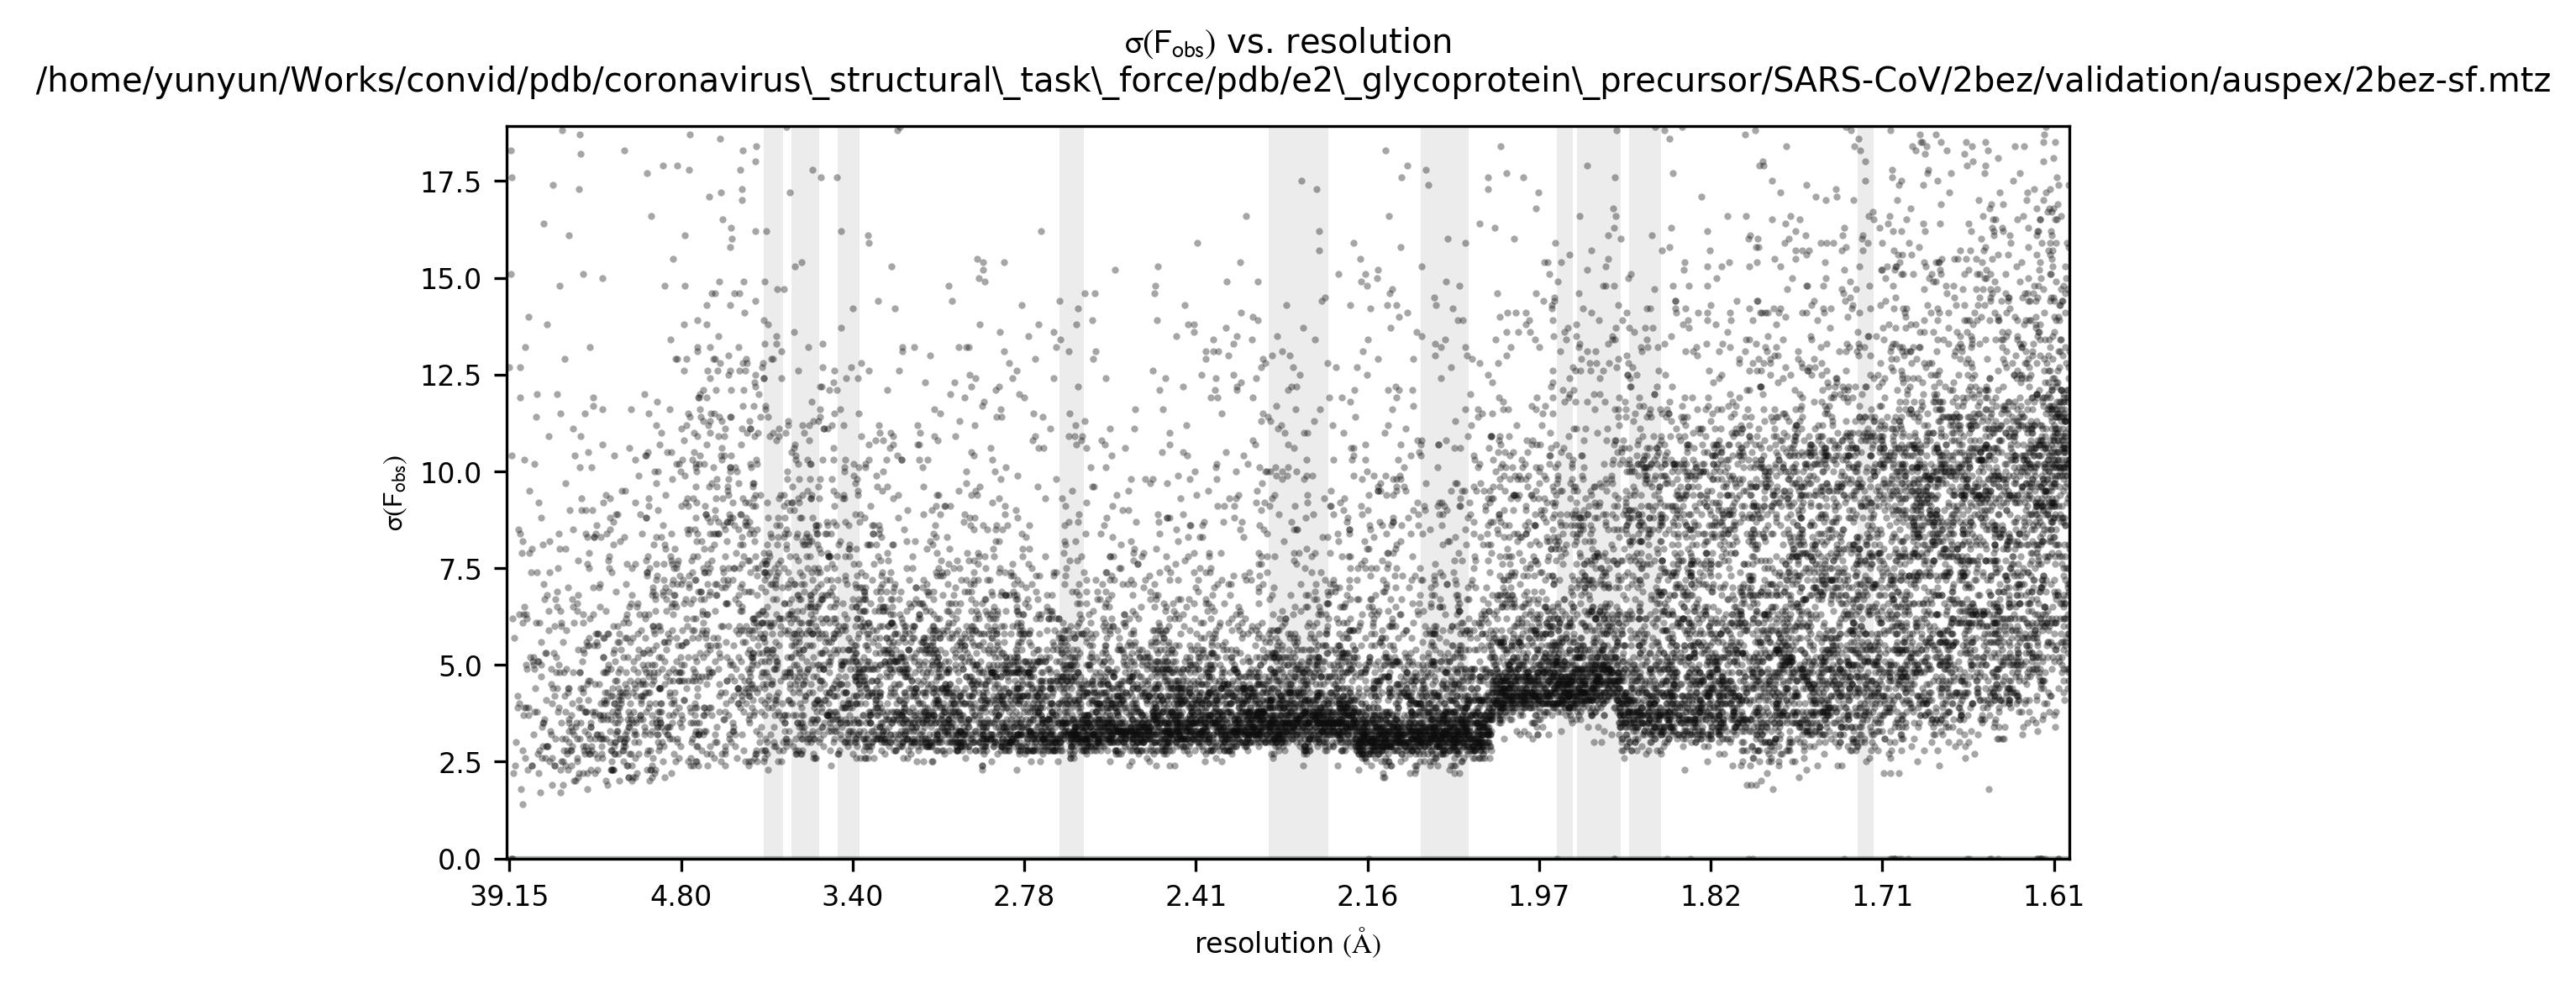 σ(Fobs) vs. resolution
/home/yunyun/Works/convid/pdb/coronavirus\_structural\_task\_force/pdb/e2\_glycoprotein\_precursor/SARS-CoV/2bez/validation/auspex/2bez-sf.mtz
17.5
15.0
12.5
10.0
7.5
5.0
2.5
0.0
σ(Fobs)
39.15 4.80 3.40 2.78 2.41 2.16 1.97 1.82 1.71 1.61
resolution (Å)